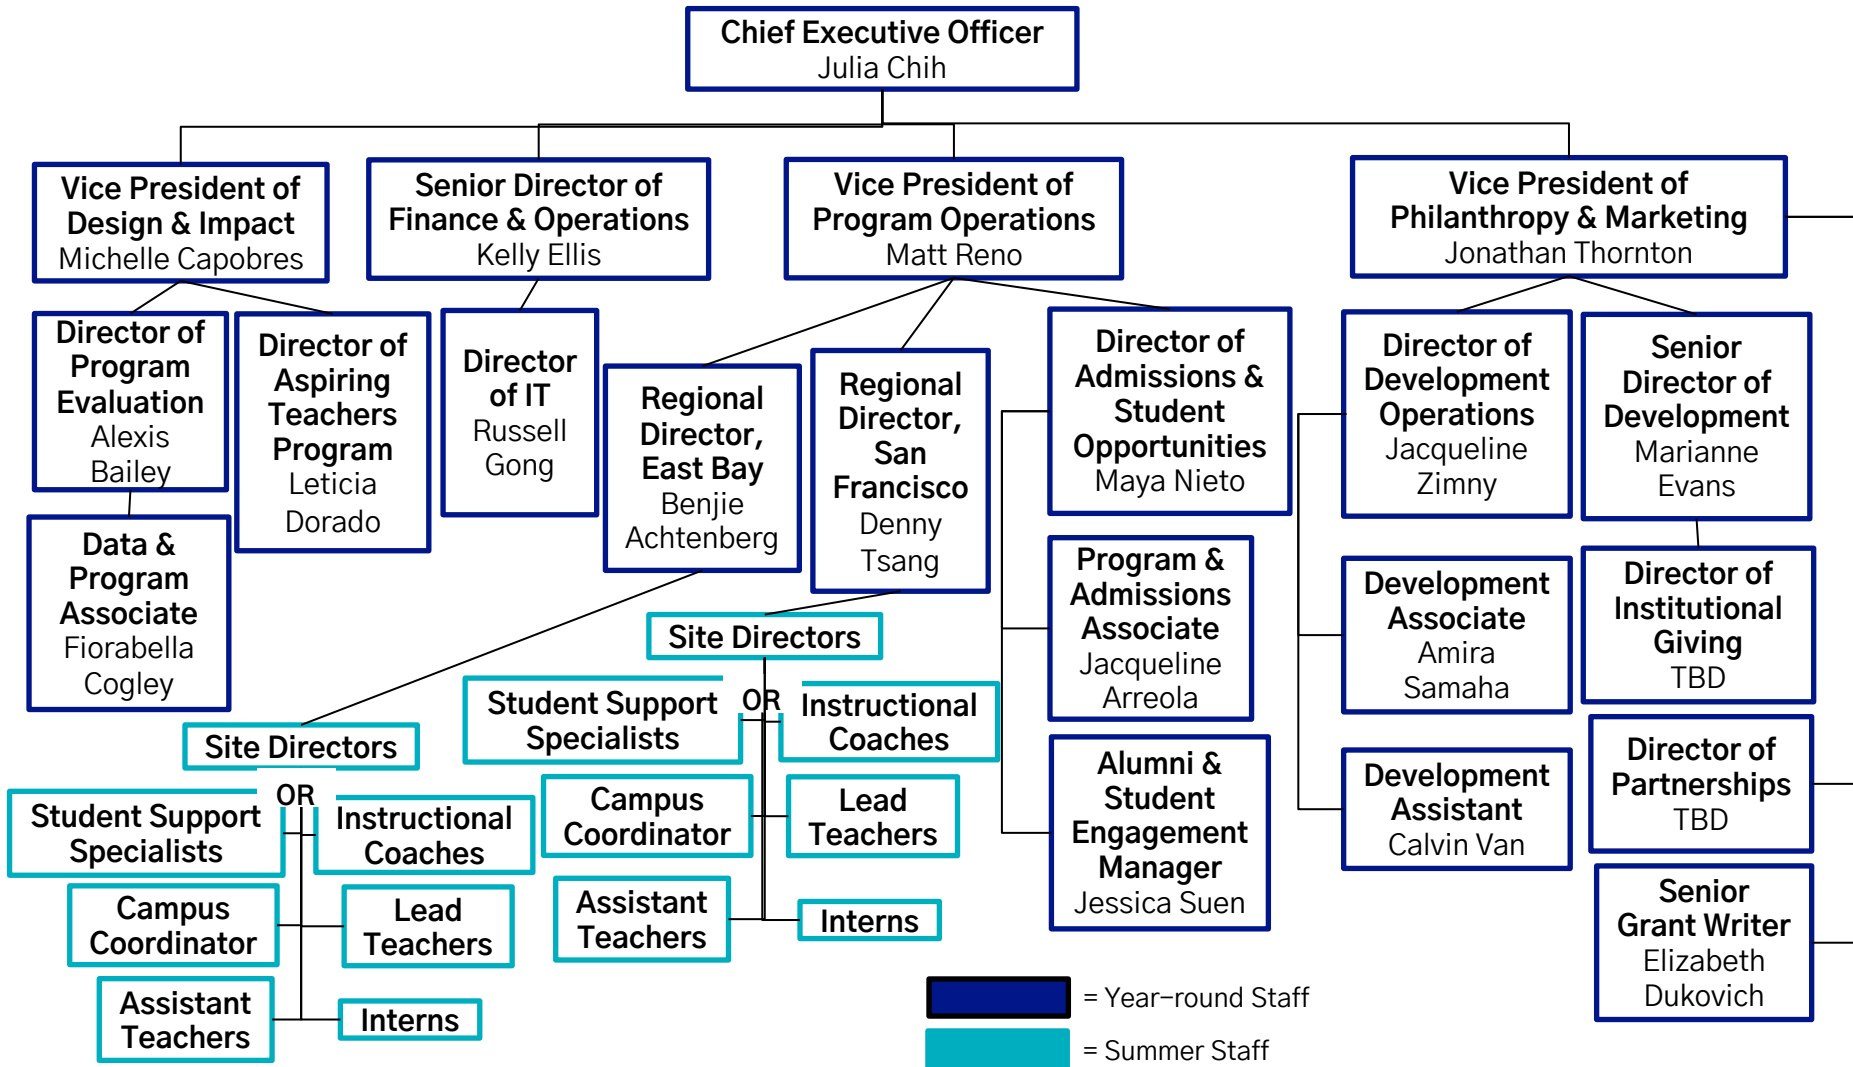 Chief Executive Officer
Julia Chih
Vice President of
Design & Impact
Michelle Capobres
Senior Director of
Finance & Operations
Kelly Ellis
Vice President of
Program Operations
Matt Reno
Vice President of
Philanthropy & Marketing
Jonathan Thornton
Director of
Program
Evaluation
Alexis
Bailey
Director of
Aspiring
Teachers
Program
Leticia
Dorado
Director
of IT
Russell
Gong
Regional
Director,
East Bay
Benjie
Achtenberg
Regional
Director,
San
Francisco
Denny
Tsang
Director of
Admissions &
Student
Opportunities
Maya Nieto
Director of
Development
Operations
Jacqueline
Zimny
Senior
Director of
Development
Marianne
Evans
Data &
Program
Associate
Fiorabella
Cogley
Program &
Admissions
Associate
Jacqueline
Arreola
Development
Associate
Amira
Samaha
Director of
Institutional
Giving
TBD
Site Directors
Student Support
Specialists
OR
Instructional
Coaches
Campus
Coordinator
Lead
Teachers
Assistant
Teachers
Interns
Site Directors
OR
Student Support
Specialists
Instructional
Coaches
Campus
Coordinator
Lead
Teachers
Assistant
Teachers
Interns
Alumni &
Student
Engagement
Manager
Jessica Suen
Development
Assistant
Calvin Van
Director of
Partnerships
TBD
Senior
Grant Writer
Elizabeth
Dukovich
= Year-round Staff
= Summer Staff